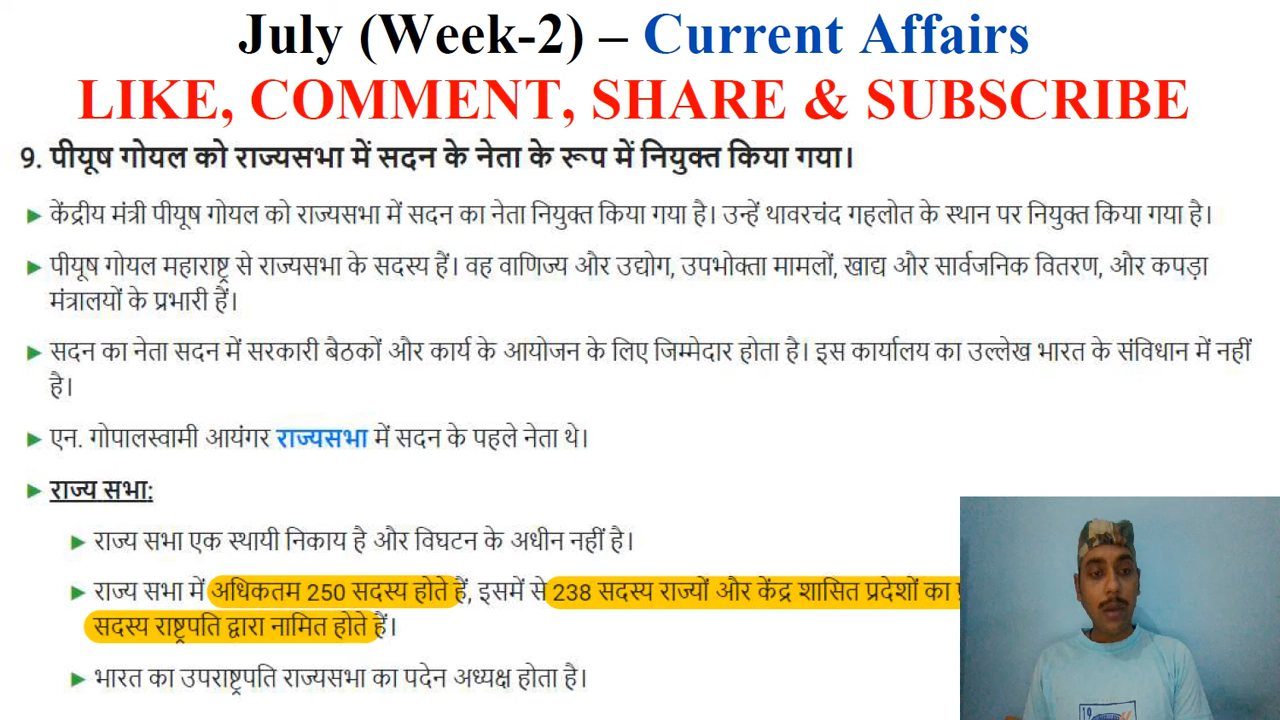 July (Week-2) – Current Affairs
LIKE, COMMENT, SHARE & SUBSCRIBE
9. पीयूष गोयल को राज्यसभा में सदन के नेता के रूप में नियुक्त किया गया।
► केंद्रीय मंत्री पीयूष गोयल को राज्यसभा में सदन का नेता नियुक्त किया गया है। उन्हें थावरचंद गहलोत के स्थान पर नियुक्त किया गया है।
► पीयूष गोयल महाराष्ट्र से राज्यसभा के सदस्य हैं। वह वाणिज्य और उद्योग, उपभोक्ता मामलों, खाद्य और सार्वजनिक वितरण, और कपड़ा
मंत्रालयों के प्रभारी हैं।
► सदन का नेता सदन में सरकारी बैठकों और कार्य के आयोजन के लिए जिम्मेदार होता है। इस कार्यालय का उल्लेख भारत के संविधान में नहीं
है।
► एन. गोपालस्वामी आयंगर राज्यसभा में सदन के पहले नेता थे।
► राज्य सभा:
► राज्य सभा एक स्थायी निकाय है और विघटन के अधीन नहीं है।
► राज्य सभा में अधिकतम 250 सदस्य होते हैं, इसमें से 238 सदस्य राज्यों और केंद्र शासित प्रदेशों का
सदस्य राष्ट्रपति द्वारा नामित होते हैं।
► भारत का उपराष्ट्रपति राज्यसभा का पदेन अध्यक्ष होता है।
19